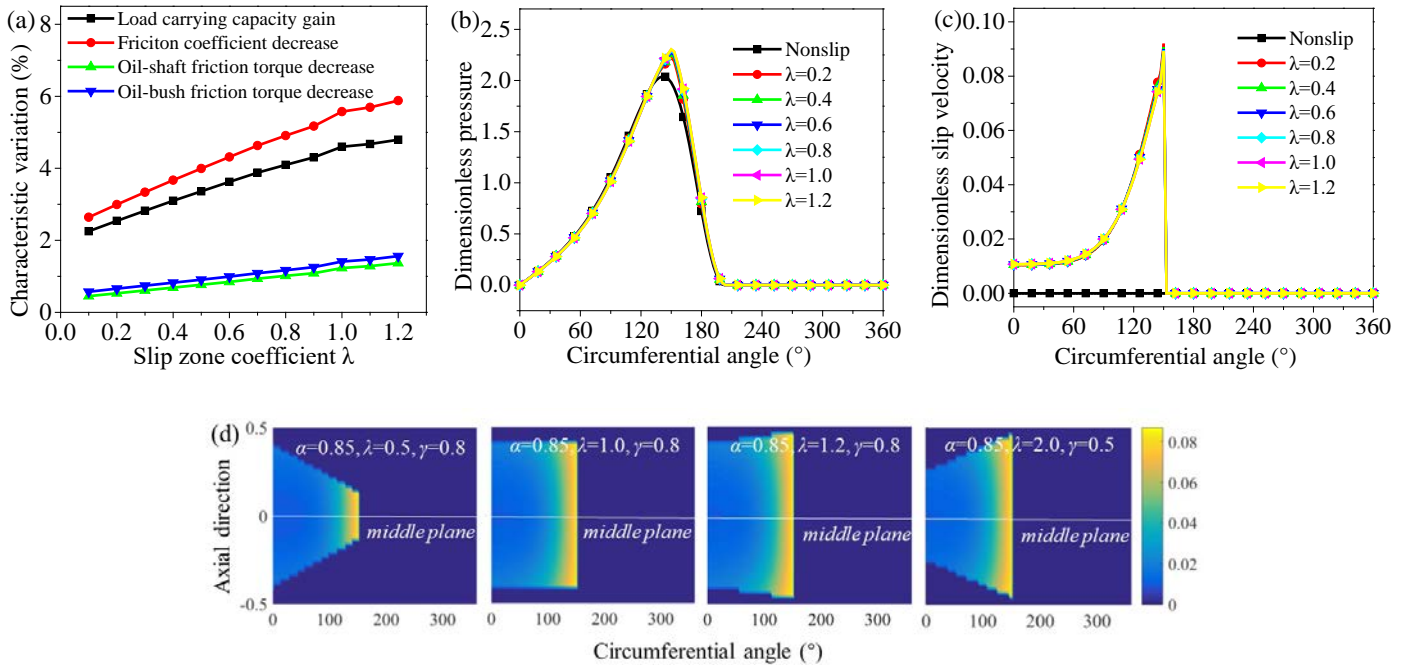 (a)
8
6
4
2
0
Characteristic variation (%)
Load carrying capacity gain
Friciton coefficient decrease
Oil-shaft friction torque decrease
Oil-bush friction torque decrease
0.0 0.2 0.4 0.6 0.8 1.0 1.2
Slip zone coefficient λ
(b)
2.5
2.0
1.5
1.0
0.5
0.0
Dimensionless pressure
Nonslip
λ=0.2
λ=0.4
λ=0.6
λ=0.8
λ=1.0
λ=1.2
0 60 120 180 240 300 360
Circumferential angle (°)
(c)
0.10
0.08
0.06
0.04
0.02
0.00
Dimensionless slip velocity
Nonslip
λ=0.2
λ=0.4
λ=0.6
λ=0.8
λ=1.0
λ=1.2
0 60 120 180 240 300 360
Circumferential angle (°)
(d)
0.5
0
-0.5
Axial direction
α=0.85, λ=0.5, γ=0.8
middle plane
0 100 200 300
α=0.85, λ=1.0, γ=0.8
middle plane
0 100 200 300
α=0.85, λ=1.2, γ=0.8
middle plane
0 100 200 300
α=0.85, λ=2.0, γ=0.5
middle plane
0 100 200 300
0.08
0.06
0.04
0.02
0
Circumferential angle (°)